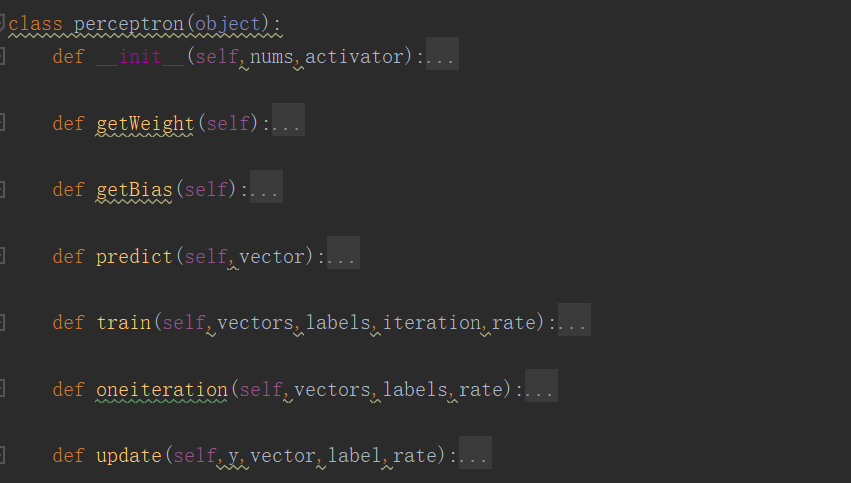 class perceptron(object):
def __init__(self,nums,activator):...
def getWeight(self):...
def getBias(self):...
def predict(self,vector):...
def train(self,vectors,labels,iteration,rate):...
def oneiteration(self,vectors,labels,rate):...
def update(self,y,vector,label,rate):...